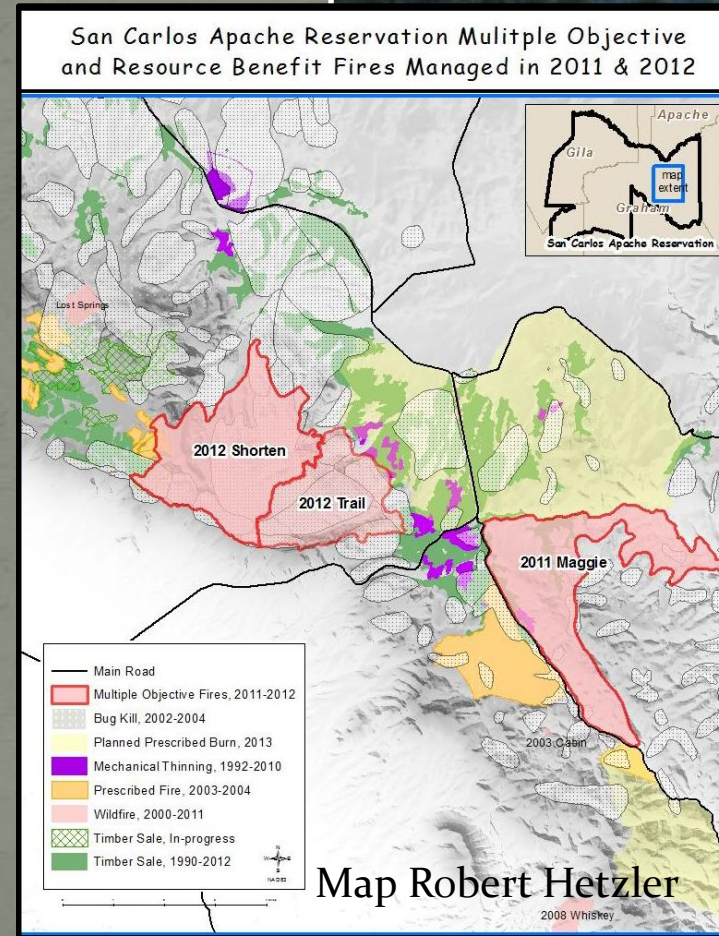 San Carlos Apache Reservation Mulitple Objective
and Resource Benefit Fires Managed in 2011 & 2012
Apache
Gila
map
extent
Graham
San Carlos Apache Reservation
Lost Springs
2012 Shorten
2012 Trail
2011 Maggie
2003 Cabin
2008 Whiskey
Main Road
Multiple Objective Fires, 2011-2012
Bug Kill, 2002-2004
Planned Prescribed Burn, 2013
Mechanical Thinning, 1992-2010
Prescribed Fire, 2003-2004
Wildfire, 2000-2011
Timber Sale, In-progress
Timber Sale, 1990-2012
Map Robert Hetzler